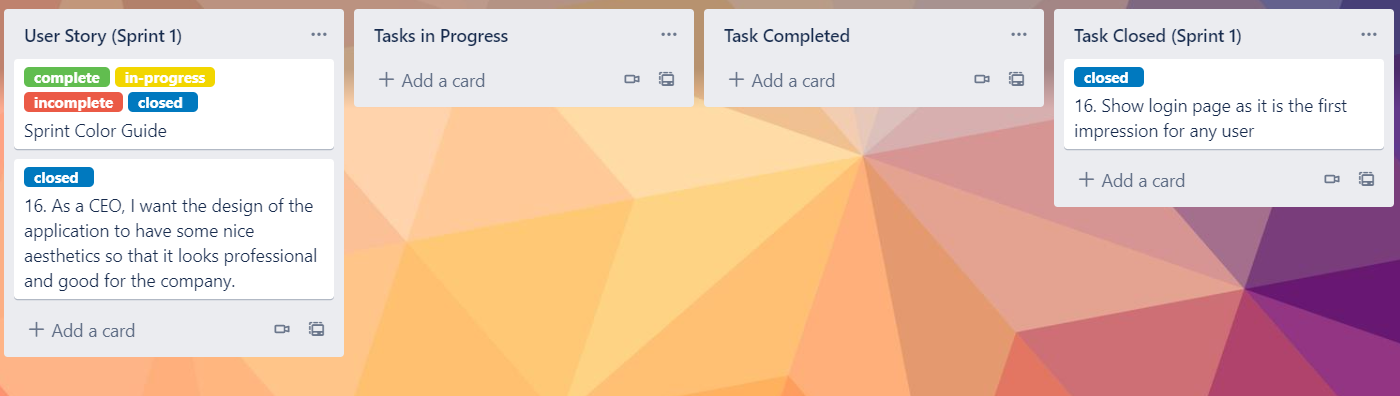 User Story (Sprint 1)
complete in-progress
incomplete closed
Sprint Color Guide
closed
16. As a CEO, I want the design of the
application to have some nice
aesthetics so that it looks professional
and good for the company.
+ Add a card
Tasks in Progress
+ Add a card
Task Completed
+ Add a card
Task Closed (Sprint 1)
closed
16. Show login page as it is the first
impression for any user
+ Add a card